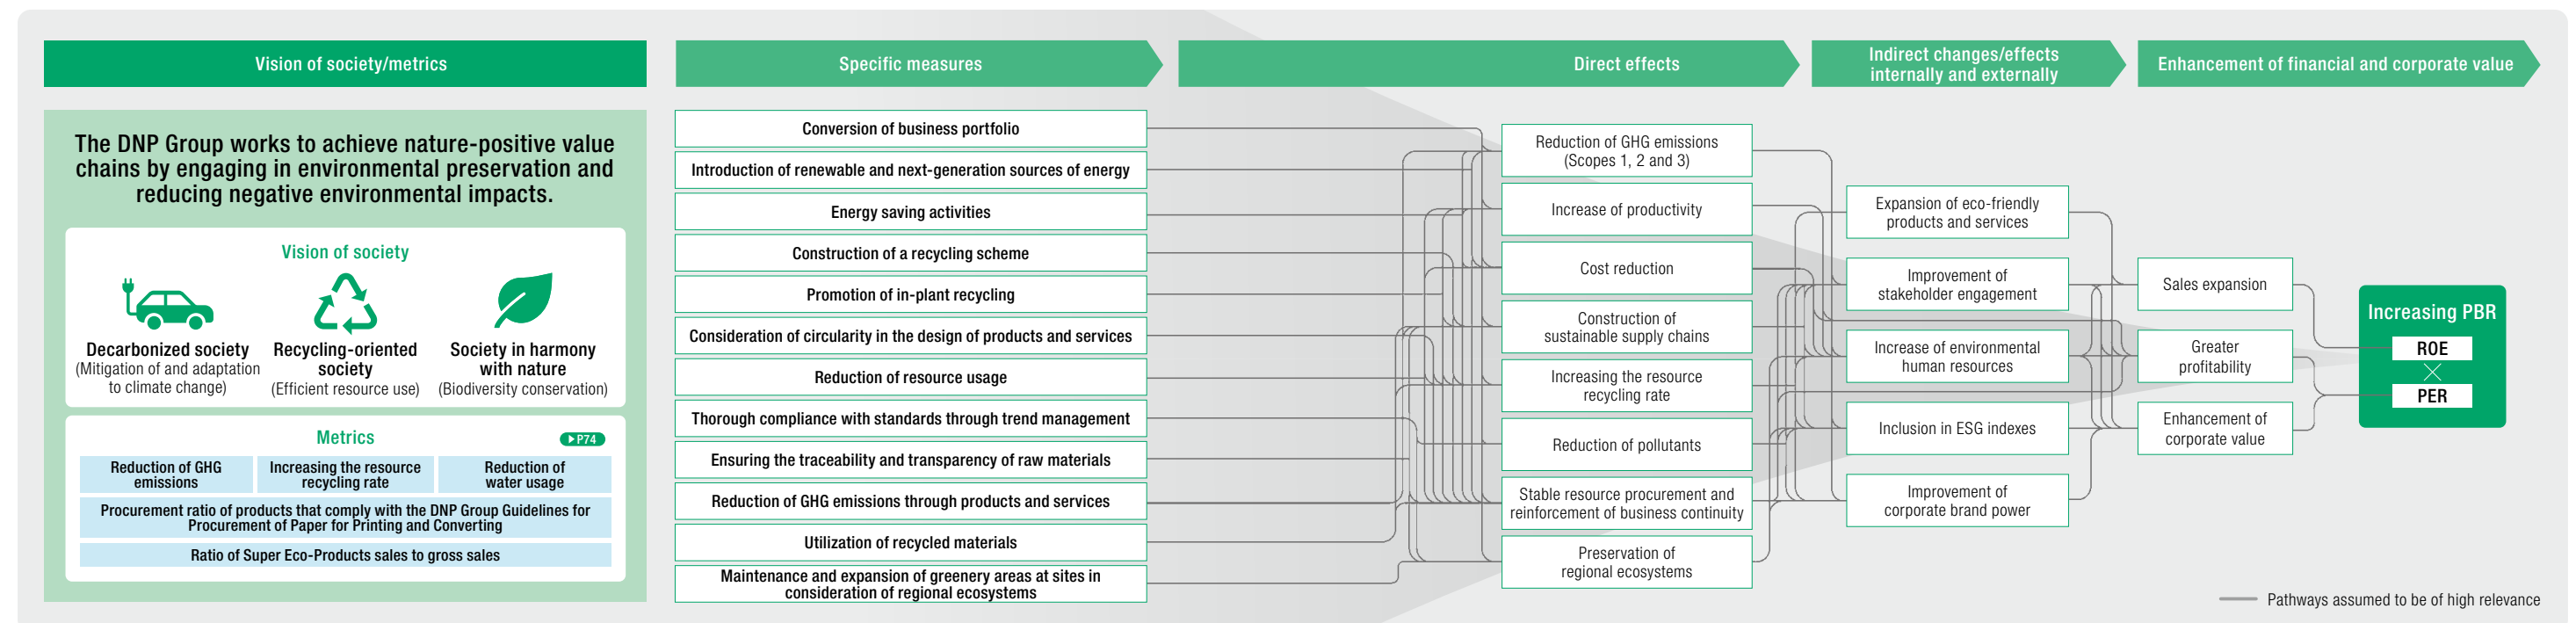 Vision of society/metrics
Specific measures
Direct effects
Indirect changes/effects
internally and externally
Enhancement of financial and corporate value
The DNP Group works to achieve nature-positive value
chains by engaging in environmental preservation and
reducing negative environmental impacts.
Vision of society
Decarbonized society
(Mitigation of and adaptation
to climate change)
Recycling-oriented
society
(Efficient resource use)
Society in harmony
with nature
(Biodiversity conservation)
Metrics
P74
Reduction of GHG
emissions
Increasing the resource
recycling rate
Reduction of
water usage
Procurement ratio of products that comply with the DNP Group Guidelines for
Procurement of Paper for Printing and Converting
Ratio of Super Eco-Products sales to gross sales
Conversion of business portfolio
Introduction of renewable and next-generation sources of energy
Energy saving activities
Construction of a recycling scheme
Promotion of in-plant recycling
Consideration of circularity in the design of products and services
Reduction of resource usage
Thorough compliance with standards through trend management
Ensuring the traceability and transparency of raw materials
Reduction of GHG emissions through products and services
Utilization of recycled materials
Maintenance and expansion of greenery areas at sites in
consideration of regional ecosystems
Reduction of GHG emissions
(Scopes 1, 2 and 3)
Increase of productivity
Cost reduction
Construction of
sustainable supply chains
Increasing the resource
recycling rate
Reduction of pollutants
Stable resource procurement and
reinforcement of business continuity
Preservation of
regional ecosystems
Expansion of eco-friendly
products and services
Improvement of
stakeholder engagement
Increase of environmental
human resources
Inclusion in ESG indexes
Improvement of
corporate brand power
Sales expansion
Greater
profitability
Enhancement of
corporate value
Increasing PBR
ROE
×
PER
Pathways assumed to be of high relevance